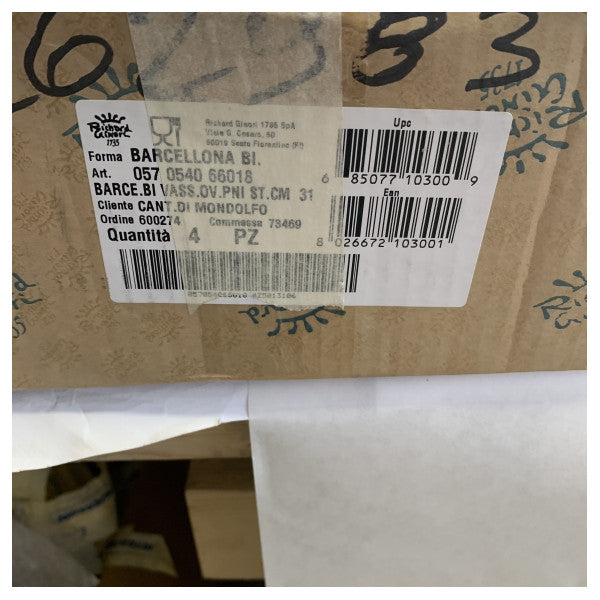 62983
Richard
Ginori
1735
Richard Ginori 1735 SpA
Viale G. Cesare, 50
50019 Sesto Fiorentino (FI)
Upc
Forma BARCELLONA BI.
Art. 057 0540 66018
6 85077 10300 9
BARCE.BI VASS.OV.PNI ST.CM 31
Ean
Cliente CANT.DI MONDOLFO
Ordine 600274 Commessa 73469
Quantità 4 PZ
8 026672 103001